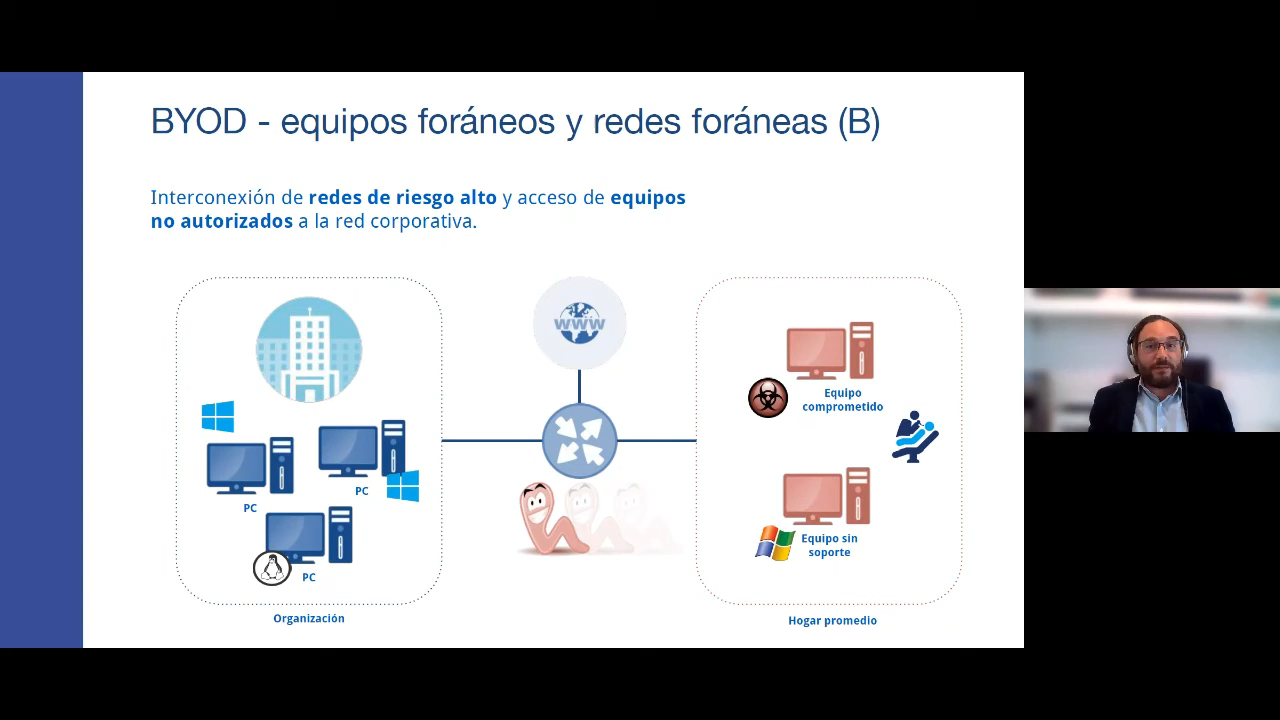 BYOD - equipos foráneos y redes foráneas (B)
Interconexión de redes de riesgo alto y acceso de equipos
no autorizados a la red corporativa.
www
PC
PC
PC
Organización
Equipo
comprometido
Equipo sin
soporte
Hogar promedio